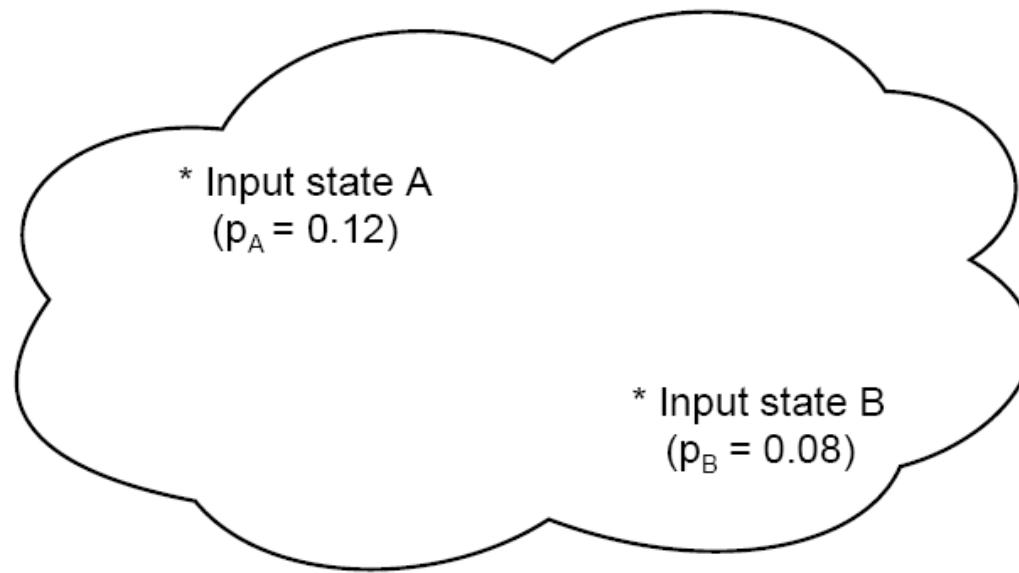 * Input state A
(pA = 0.12)
* Input state B
(pB = 0.08)